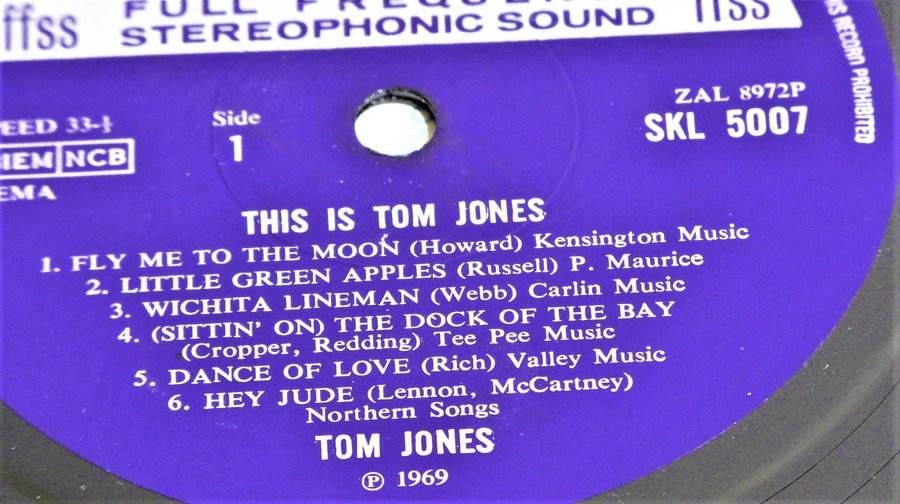 ffss FULL FREQUEN ffss
STEREOPHONIC SOUND
IS RECORD PROHIBITED
EED 33-⅓
Side
1
ZAL 8972P
SKL 5007
BIEM NCB
EMA
THIS IS TOM JONES
1. FLY ME TO THE MOON (Howard) Kensington Music
2. LITTLE GREEN APPLES (Russell) P. Maurice
3. WICHITA LINEMAN (Webb) Carlin Music
4. (SITTIN' ON) THE DOCK OF THE BAY
(Cropper, Redding) Tee Pee Music
5. DANCE OF LOVE (Rich) Valley Music
6. HEY JUDE (Lennon, McCartney)
Northern Songs
TOM JONES
℗ 1969